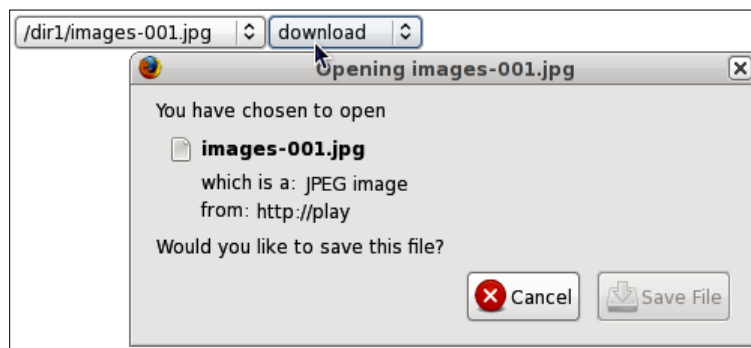 /dir1/images-001.jpg download
Opening images-001.jpg
You have chosen to open
images-001.jpg
which is a: JPEG image
from: http://play
Would you like to save this file?
Cancel Save File